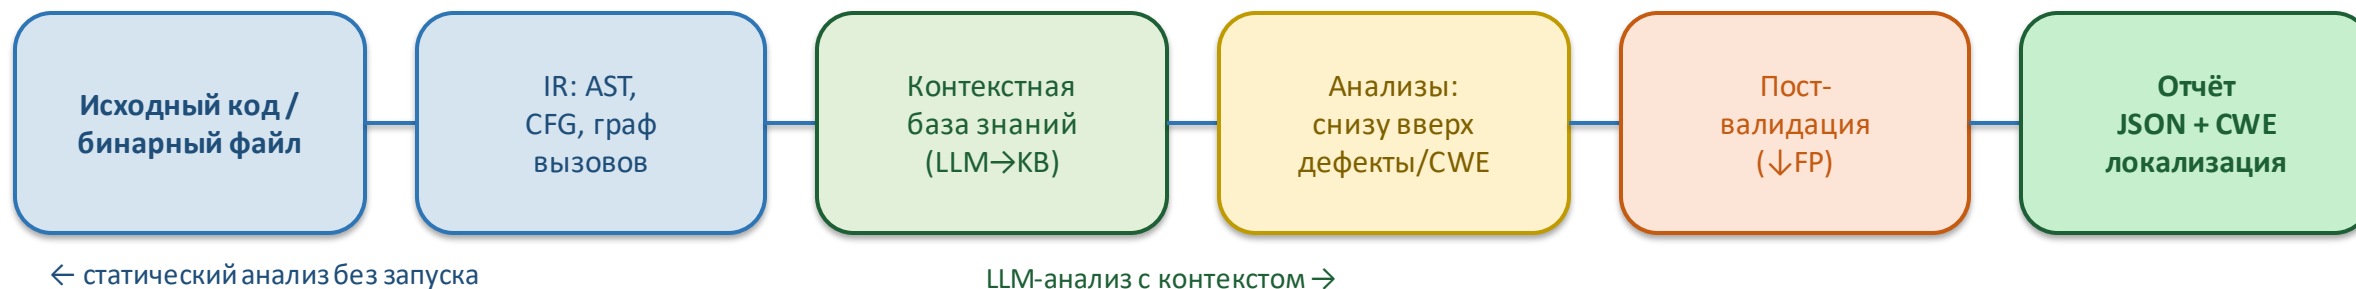 Исходный код /
бинарный файл
IR: AST,
CFG, граф
вызовов
Контекстная
база знаний
(LLM→KB)
Анализы:
снизу вверх
дефекты/CWE
Пост-
валидация
(↓FP)
Отчёт
JSON + CWE
локализация
← статический анализ без запуска
LLM-анализ с контекстом →